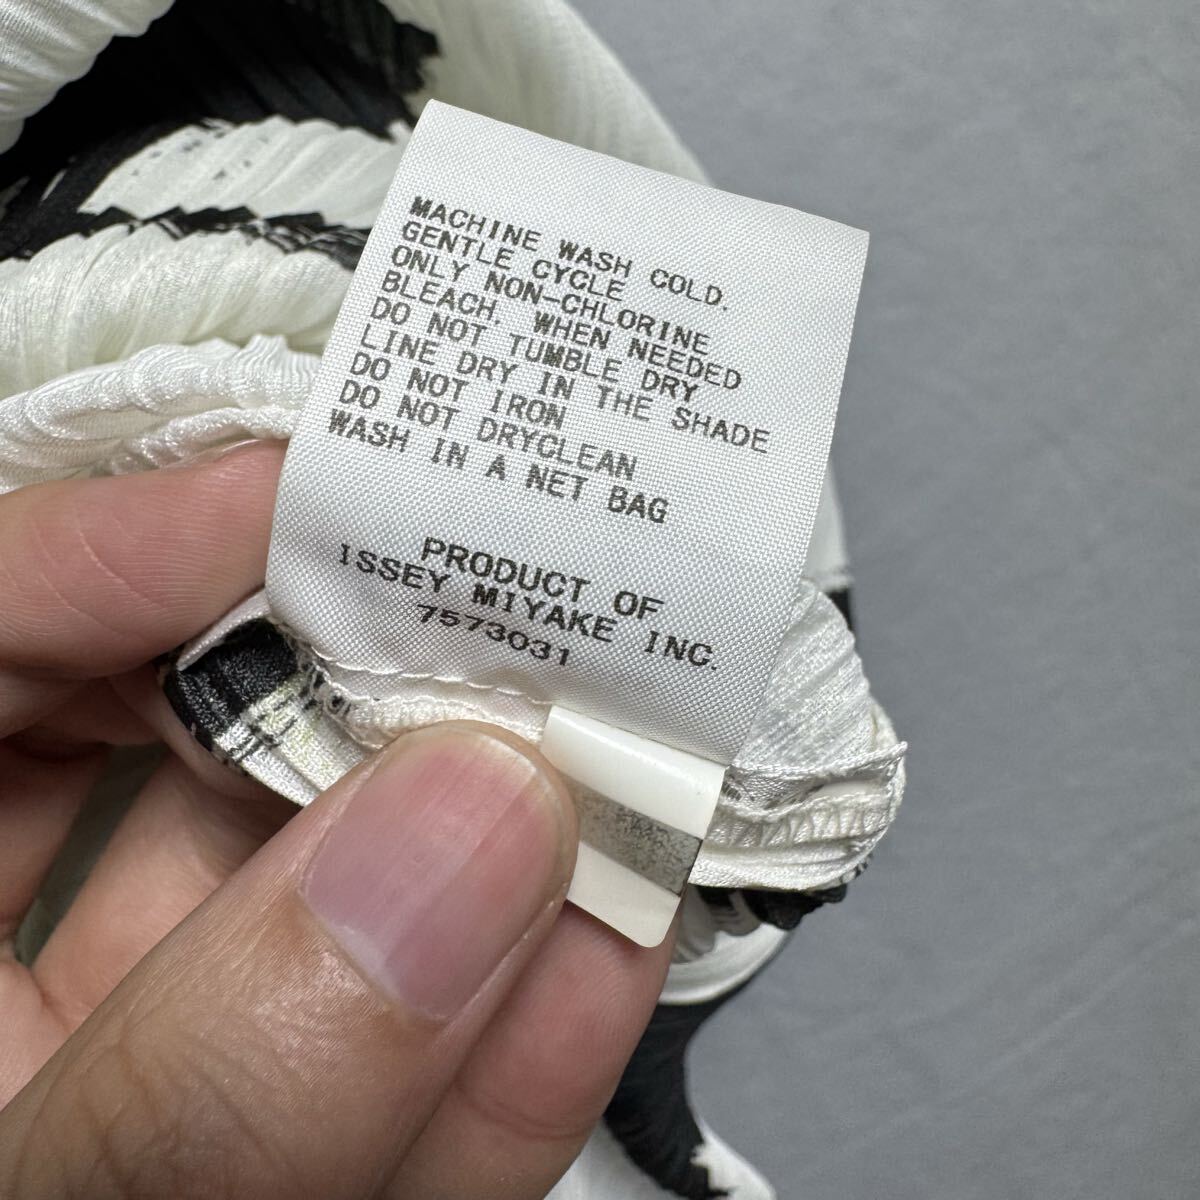 MACHINE WASH COLD.
GENTLE CYCLE
ONLY NON-CHLORINE
BLEACH, WHEN NEEDED
DO NOT TUMBLE DRY
LINE DRY IN THE SHADE
DO NOT IRON
DO NOT DRYCLEAN
WASH IN A NET BAG
PRODUCT OF
ISSEY MIYAKE INC.
7573031